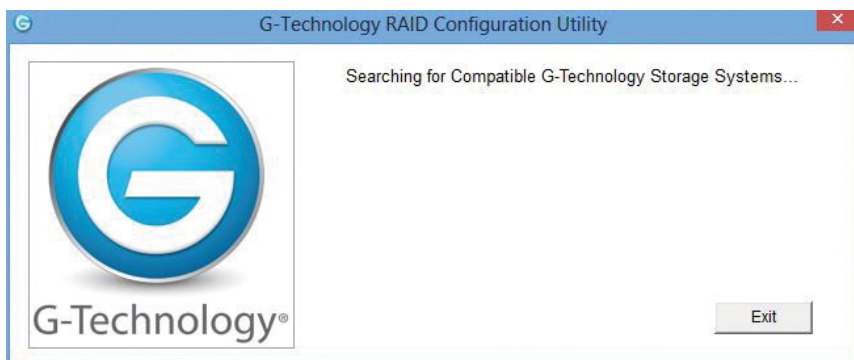 G-Technology RAID Configuration Utility
Searching for Compatible G-Technology Storage Systems...
G-Technology®
Exit